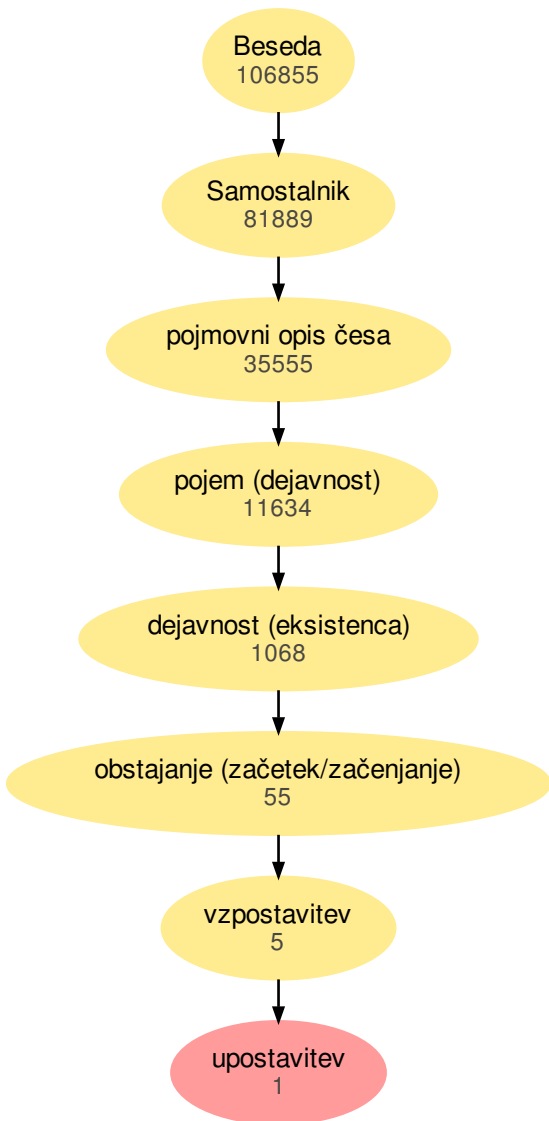 Beseda
106855
Samostalnik
81889
pojmovni opis česa
35555
pojem (dejavnost)
11634
dejavnost (eksistenca)
1068
obstajanje (začetek/začenjanje)
55
vzpostavitev
5
upostavitev
1